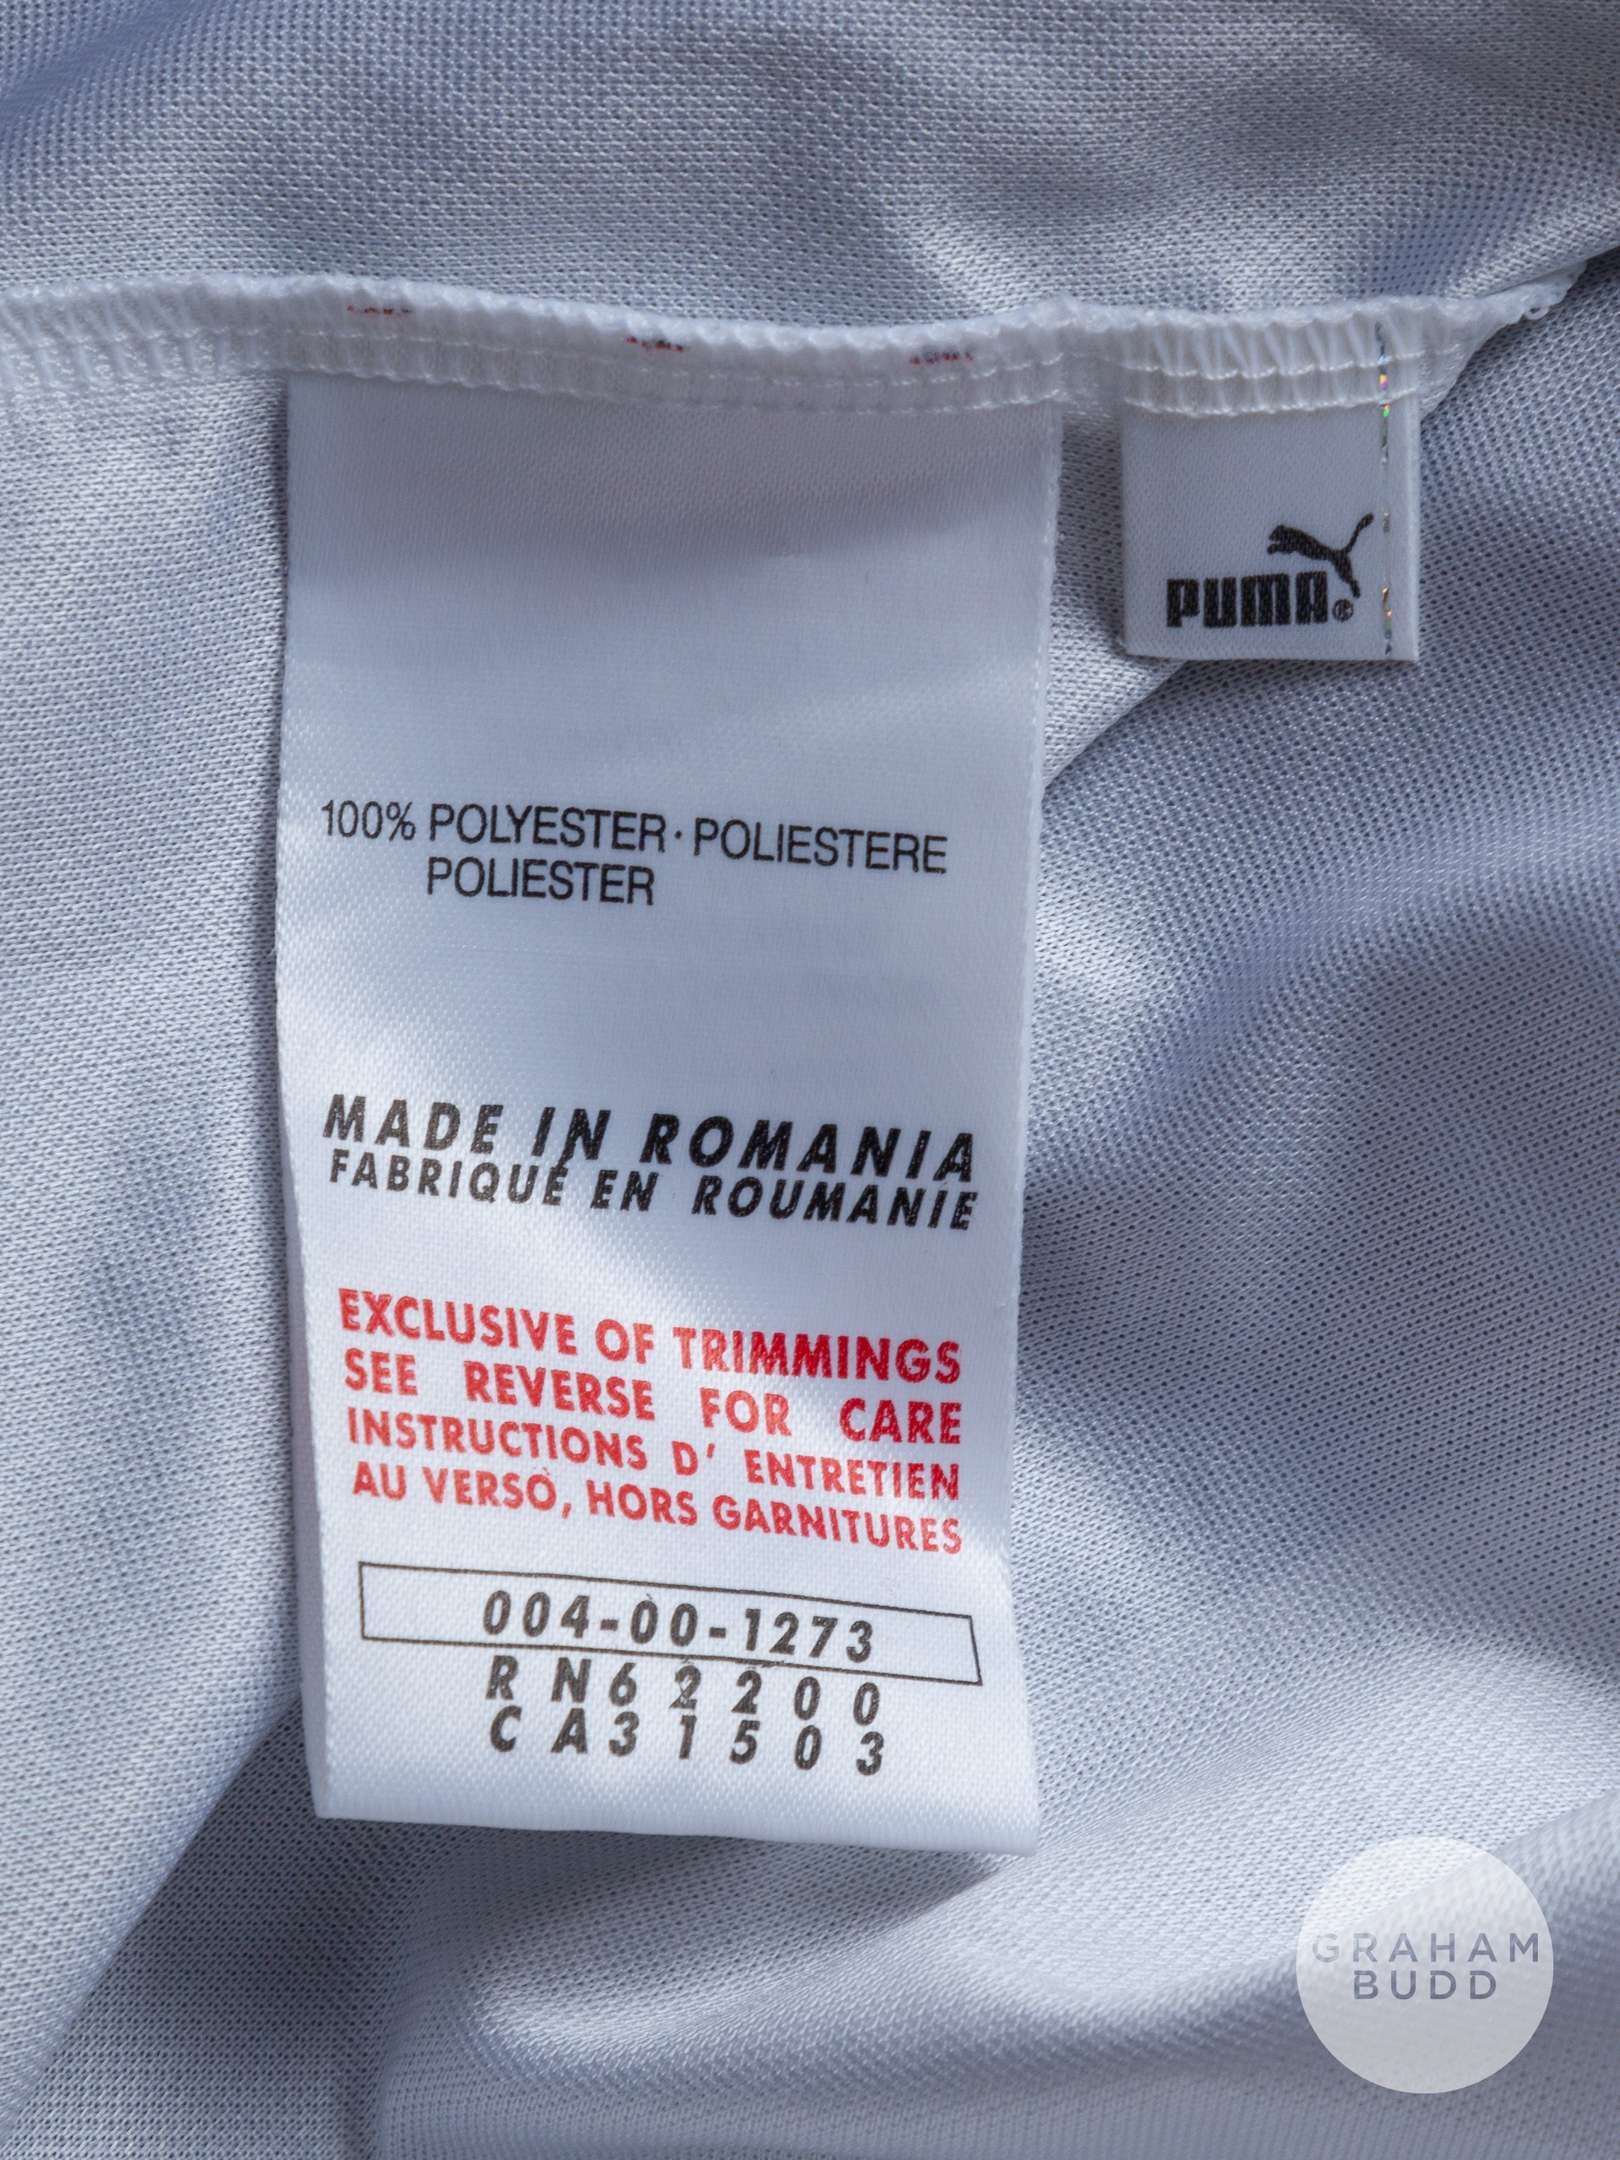 PUMA®
100% POLYESTER · POLIESTERE
POLIESTER
MADE IN ROMANIA
FABRIQUÉ EN ROUMANIE
EXCLUSIVE OF TRIMMINGS
SEE REVERSE FOR CARE
INSTRUCTIONS D' ENTRETIEN
AU VERSO, HORS GARNITURES
004-00-1273
RN62200
CA31503
GRAHAM
BUDD